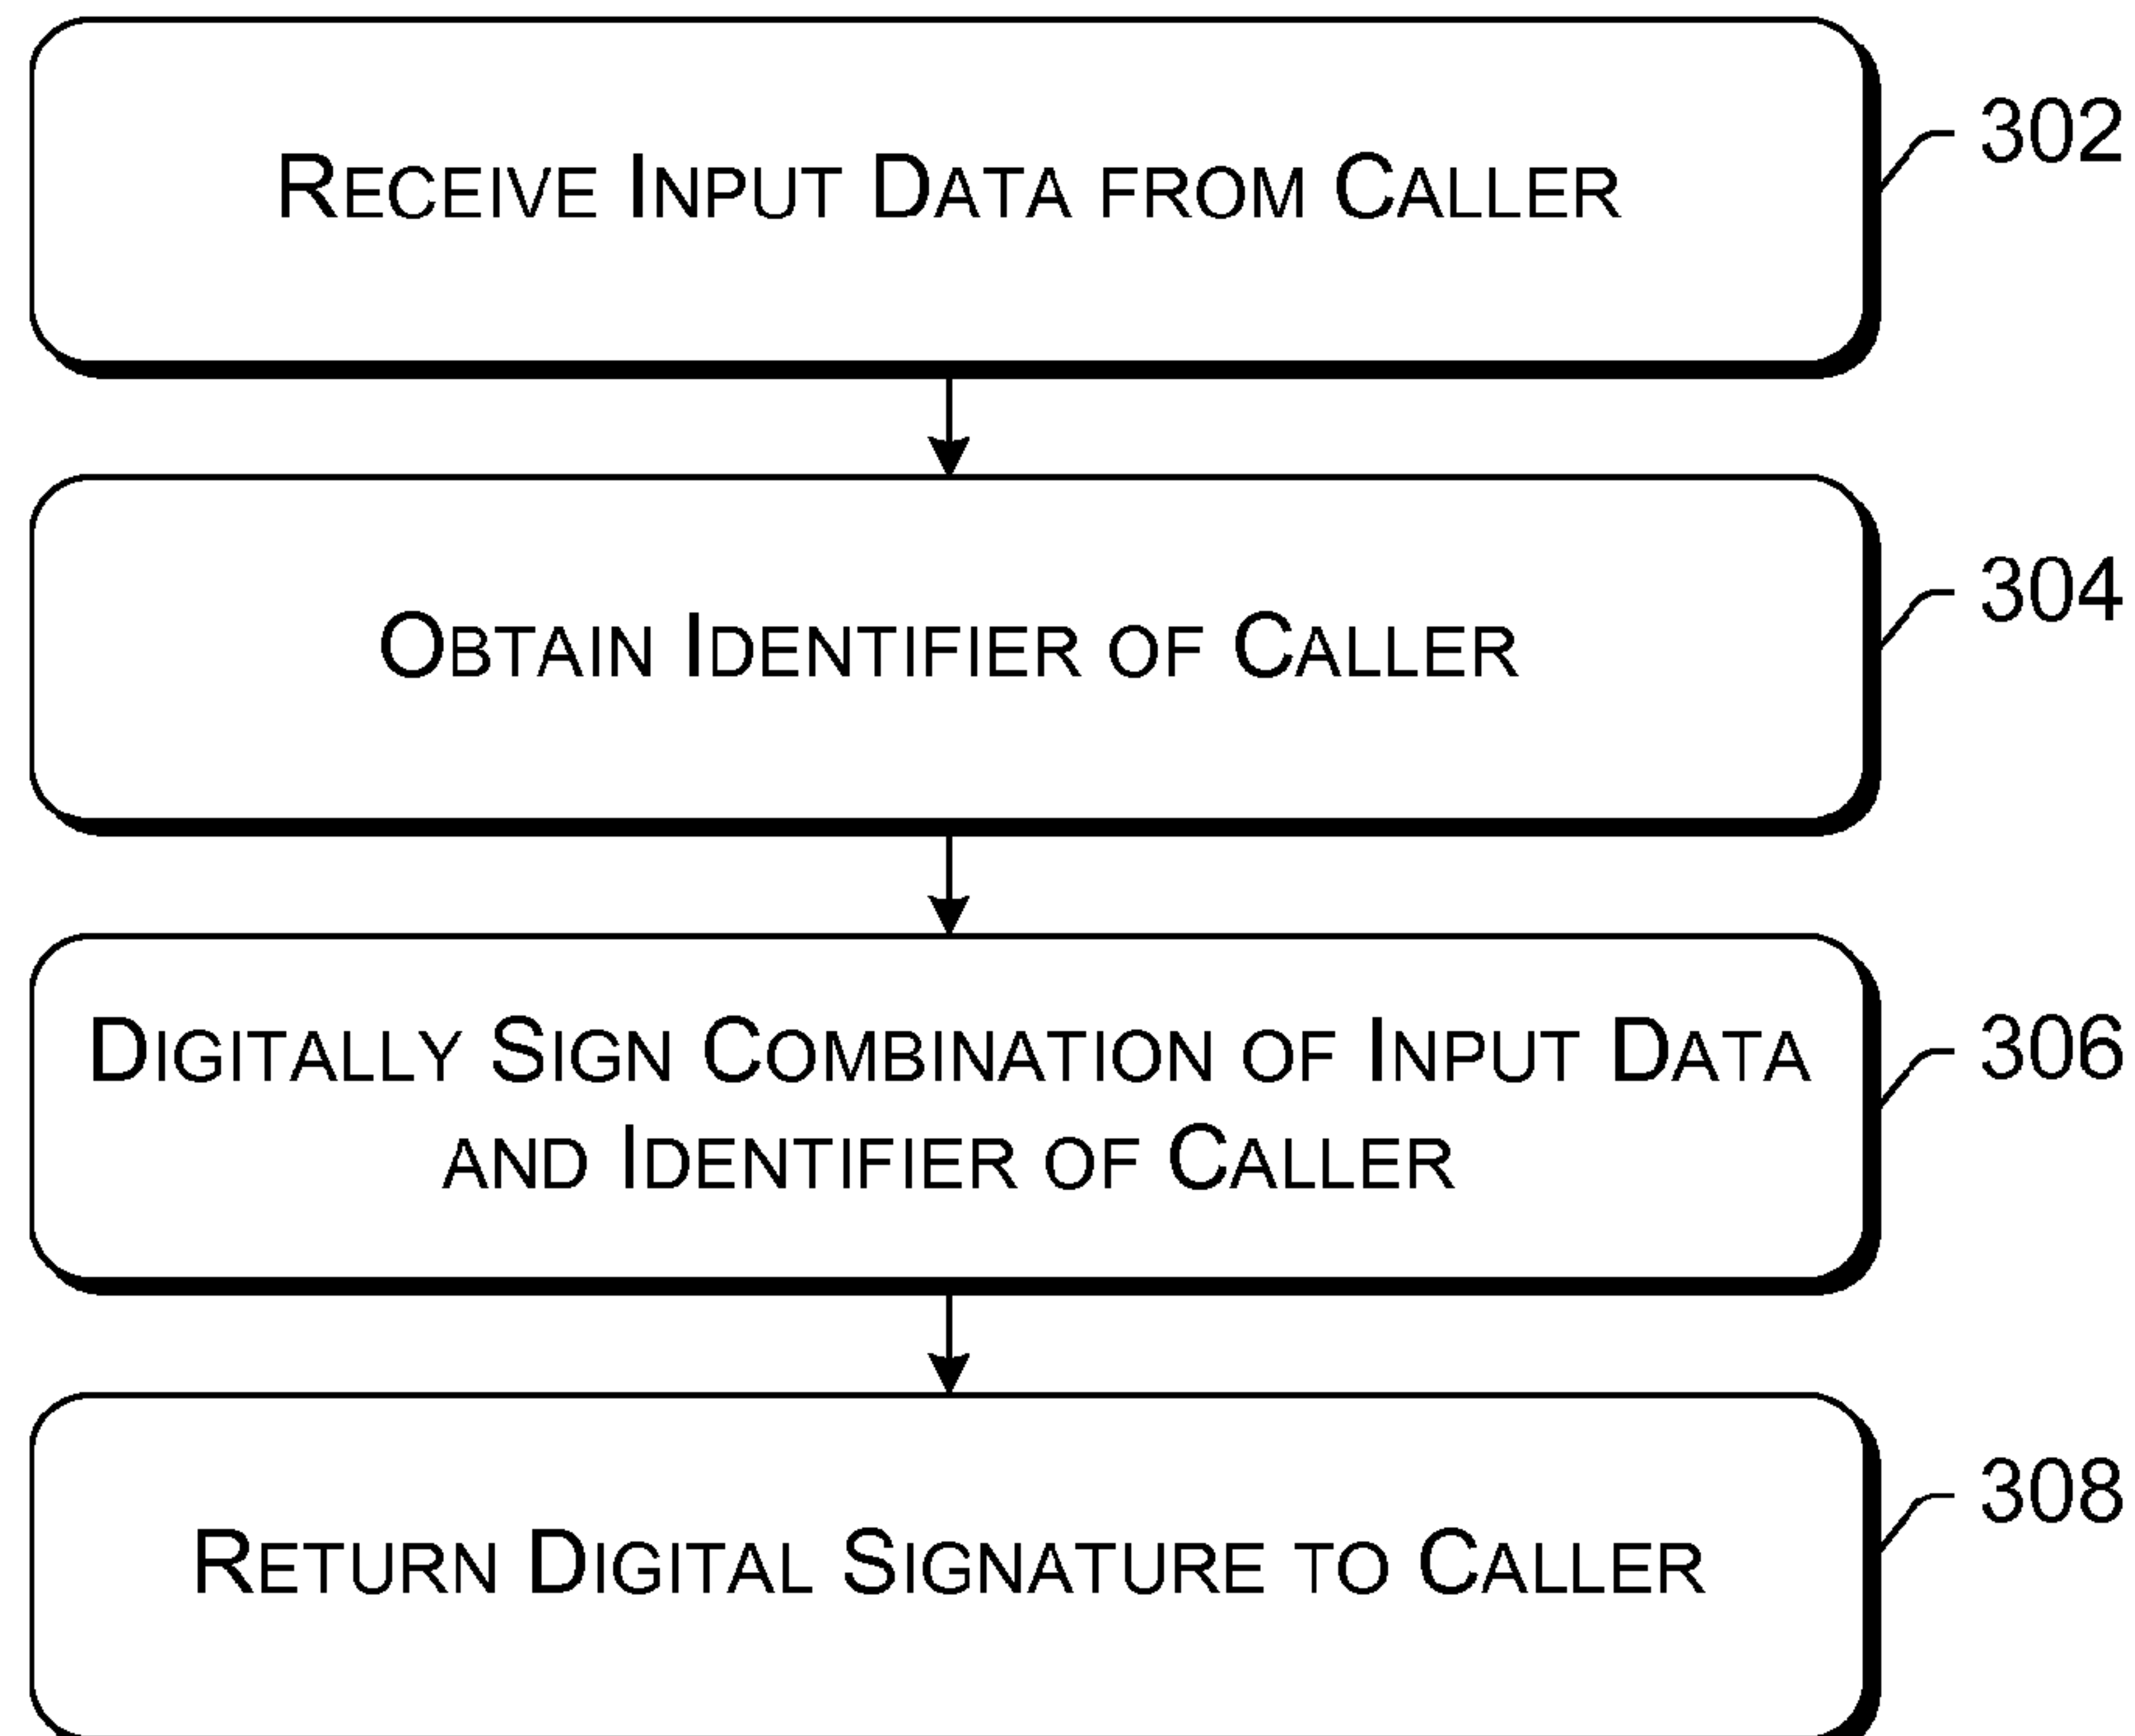 RECEIVE INPUT DATA FROM CALLER
302
OBTAIN IDENTIFIER OF CALLER
304
DIGITALLY SIGN COMBINATION OF INPUT DATA
AND IDENTIFIER OF CALLER
306
RETURN DIGITAL SIGNATURE TO CALLER
308